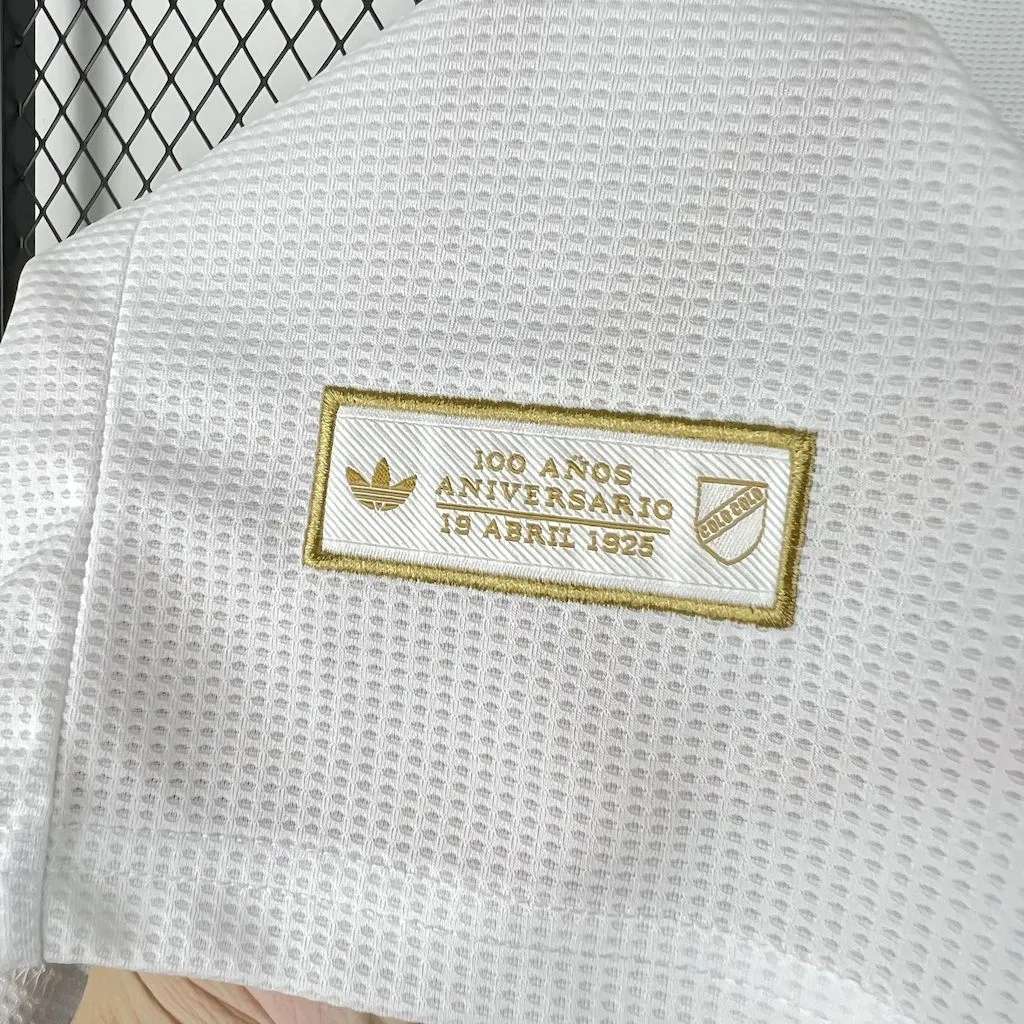 100 AÑOS
ANIVERSARIO
19 ABRIL 1925
COLO COLO